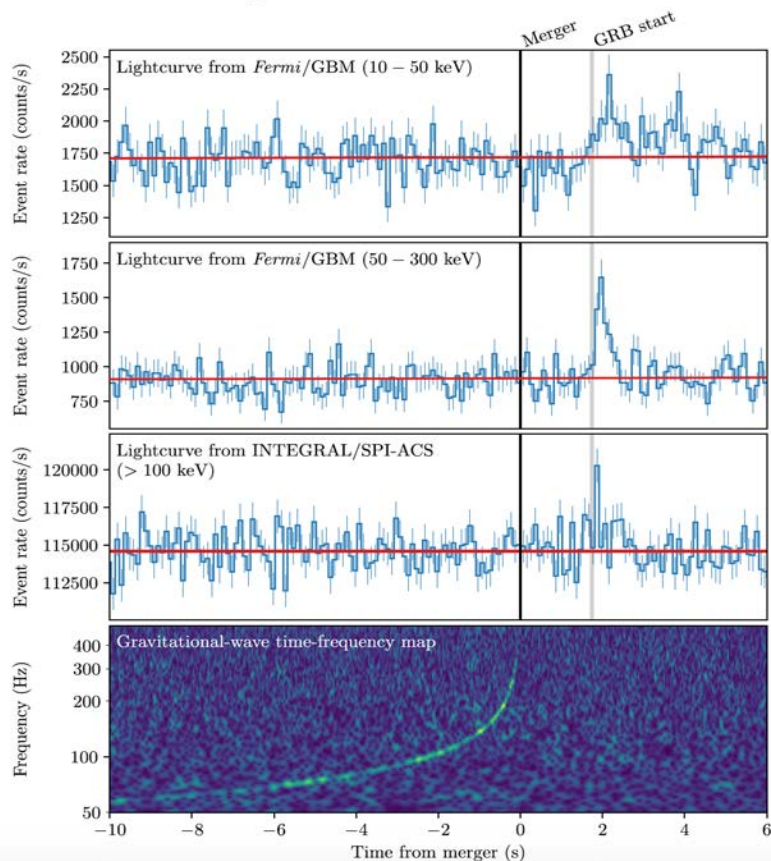 Merger
GRB start
Lightcurve from Fermi/GBM (10 − 50 keV)
Event rate (counts/s)
2500
2250
2000
1750
1500
1250
Lightcurve from Fermi/GBM (50 − 300 keV)
Event rate (counts/s)
1750
1500
1250
1000
750
Lightcurve from INTEGRAL/SPI-ACS
(> 100 keV)
Event rate (counts/s)
120000
117500
115000
112500
Gravitational-wave time-frequency map
Frequency (Hz)
400
300
200
100
50
−10 −8 −6 −4 −2 0 2 4 6
Time from merger (s)